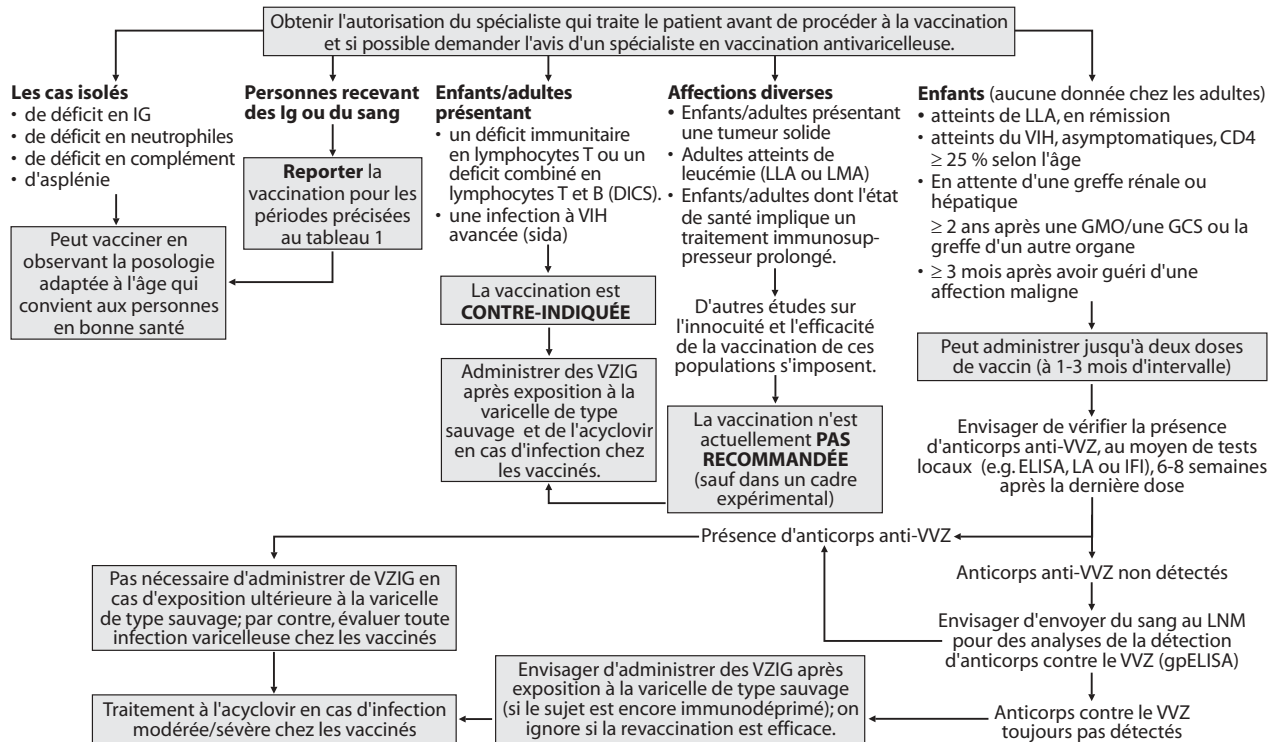 Obtenir l'autorisation du spécialiste qui traite le patient avant de procéder à la vaccination
et si possible demander l'avis d'un spécialiste en vaccination antivaricelleuse.
Les cas isolés
• de déficit en IG
• de déficit en neutrophiles
• de déficit en complément
• d'asplénie
Peut vacciner en
observant la posologie
adaptée à l'âge qui
convient aux personnes
en bonne santé
Personnes recevant
des Ig ou du sang
Reporter la
vaccination pour les
périodes précisées
au tableau 1
Enfants/adultes
présentant
• un déficit immunitaire
en lymphocytes T ou un
deficit combiné en
lymphocytes T et B (DICS).
• une infection à VIH
avancée (sida)
La vaccination est
CONTRE-INDIQUÉE
Administrer des VZIG
après exposition à la
varicelle de type
sauvage et de l'acyclovir
en cas d'infection chez
les vaccinés.
Affections diverses
• Enfants/adultes présentant
une tumeur solide
• Adultes atteints de
leucémie (LLA ou LMA)
• Enfants/adultes dont l'état
de santé implique un
traitement immunosup-
presseur prolongé.
D'autres études sur
l'innocuité et l'efficacité
de la vaccination de ces
populations s'imposent.
La vaccination n'est
actuellement PAS
RECOMMANDÉE
(sauf dans un cadre
expérimental)
Enfants (aucune donnée chez les adultes)
• atteints de LLA, en rémission
• atteints du VIH, asymptomatiques, CD4
≥ 25 % selon l'âge
• En attente d'une greffe rénale ou
hépatique
≥ 2 ans après une GMO/une GCS ou la
greffe d'un autre organe
• ≥ 3 mois après avoir guéri d'une
affection maligne
Peut administrer jusqu'à deux doses
de vaccin (à 1-3 mois d'intervalle)
Envisager de vérifier la présence
d'anticorps anti-VVZ, au moyen de tests
locaux (e.g. ELISA, LA ou IFI), 6-8 semaines
après la dernière dose
Présence d'anticorps anti-VVZ
Anticorps anti-VVZ non détectés
Pas nécessaire d'administrer de VZIG en
cas d'exposition ultérieure à la varicelle
de type sauvage; par contre, évaluer toute
infection varicelleuse chez les vaccinés
Envisager d'envoyer du sang au LNM
pour des analyses de la détection
d'anticorps contre le VVZ (gpELISA)
Traitement à l'acyclovir en cas d'infection
modérée/sévère chez les vaccinés
Envisager d'administrer des VZIG après
exposition à la varicelle de type sauvage
(si le sujet est encore immunodéprimé); on
ignore si la revaccination est efficace.
Anticorps contre le VVZ
toujours pas détectés